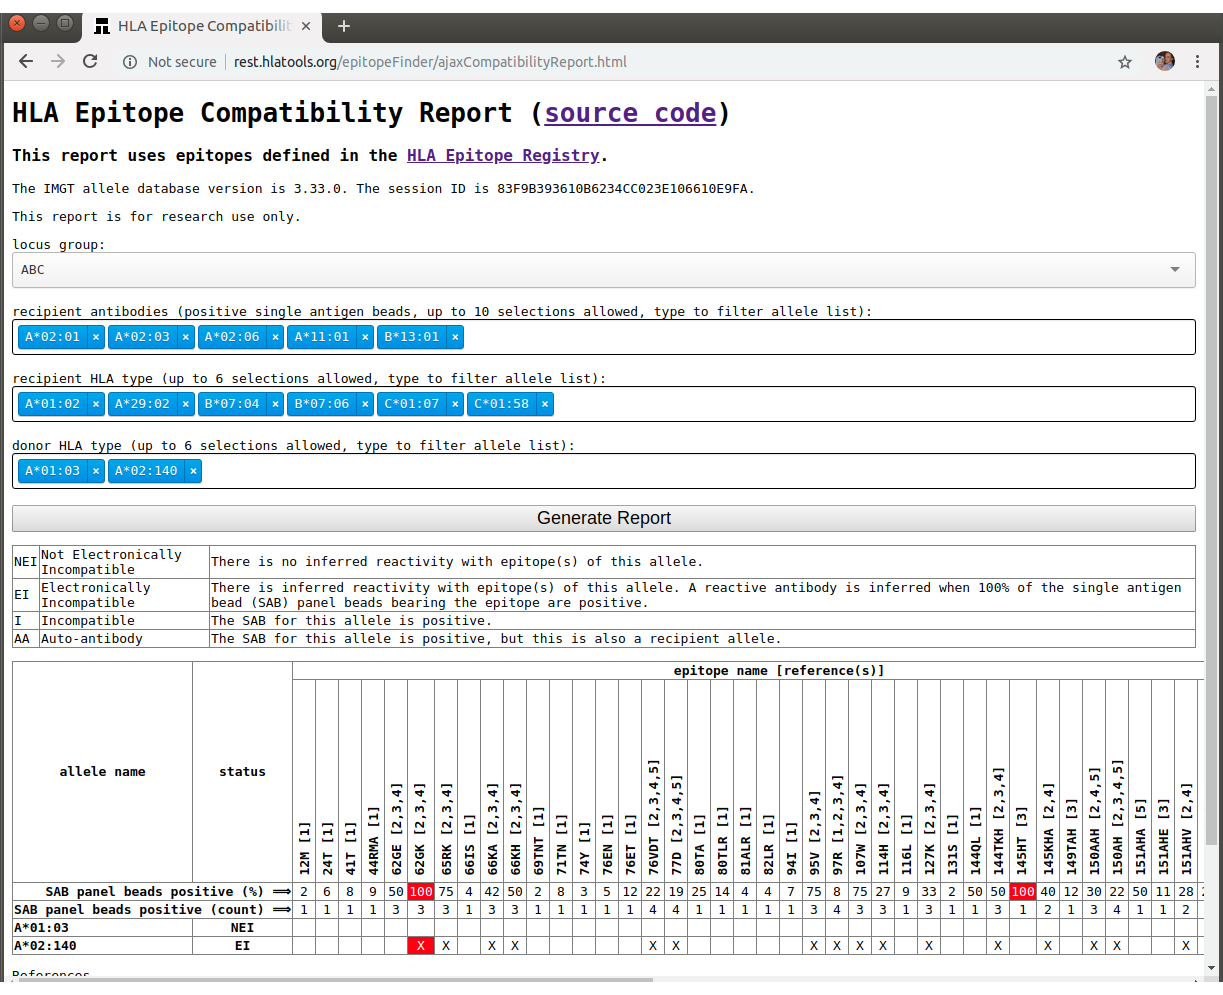 HLA Epitope Compatibilit
Not secure | rest.hlatools.org/epitopeFinder/ajaxCompatibilityReport.html
HLA Epitope Compatibility Report (source code)
This report uses epitopes defined in the HLA Epitope Registry.
The IMGT allele database version is 3.33.0. The session ID is 83F9B393610B6234CC023E106610E9FA.
This report is for research use only.
locus group:
ABC
recipient antibodies (positive single antigen beads, up to 10 selections allowed, type to filter allele list):
A*02:01 × A*02:03 × A*02:06 × A*11:01 × B*13:01 ×
recipient HLA type (up to 6 selections allowed, type to filter allele list):
A*01:02 × A*29:02 × B*07:04 × B*07:06 × C*01:07 × C*01:58 ×
donor HLA type (up to 6 selections allowed, type to filter allele list):
A*01:03 × A*02:140 ×
Generate Report
NEI Not Electronically Incompatible There is no inferred reactivity with epitope(s) of this allele.
EI Electronically Incompatible There is inferred reactivity with epitope(s) of this allele. A reactive antibody is inferred when 100% of the single antigen
bead (SAB) panel beads bearing the epitope are positive.
I Incompatible The SAB for this allele is positive.
AA Auto-antibody The SAB for this allele is positive, but this is also a recipient allele.
epitope name [reference(s)]
allele name status
12M [1]
24T [1]
41T [1]
44RMA [1]
62GE [2,3,4]
62GK [2,3,4]
65RK [2,3,4]
66IS [1]
66KA [2,3,4]
66KH [2,3,4]
69TNT [1]
71TN [1]
74Y [1]
76EN [1]
76ET [1]
76VDT [2,3,4,5]
77D [2,3,4,5]
80TA [1]
80TLR [1]
81ALR [1]
82LR [1]
94I [1]
95V [2,3,4]
97R [1,2,3,4]
107W [2,3,4]
114H [2,3,4]
116L [1]
127K [2,3,4]
131S [1]
144QL [1]
144TKH [2,3,4]
145HT [3]
145KHA [2,4]
149TAH [3]
150AAH [2,4,5]
150AH [2,3,4,5]
151AHA [5]
151AHE [3]
151AHV [2,4]
SAB panel beads positive (%) ⟹ 2 6 8 9 50 100 75 4 42 50 2 8 3 5 12 22 19 25 14 4 4 7 75 8 75 27 9 33 2 50 50 100 40 12 30 22 50 11 28
SAB panel beads positive (count) ⟹ 1 1 1 1 3 3 3 1 3 3 1 1 1 1 1 4 4 1 1 1 1 1 3 4 3 3 1 3 1 1 3 1 2 1 3 4 1 1 2
A*01:03 NEI
A*02:140 EI X X X X X X X X X X X X X X X X
References